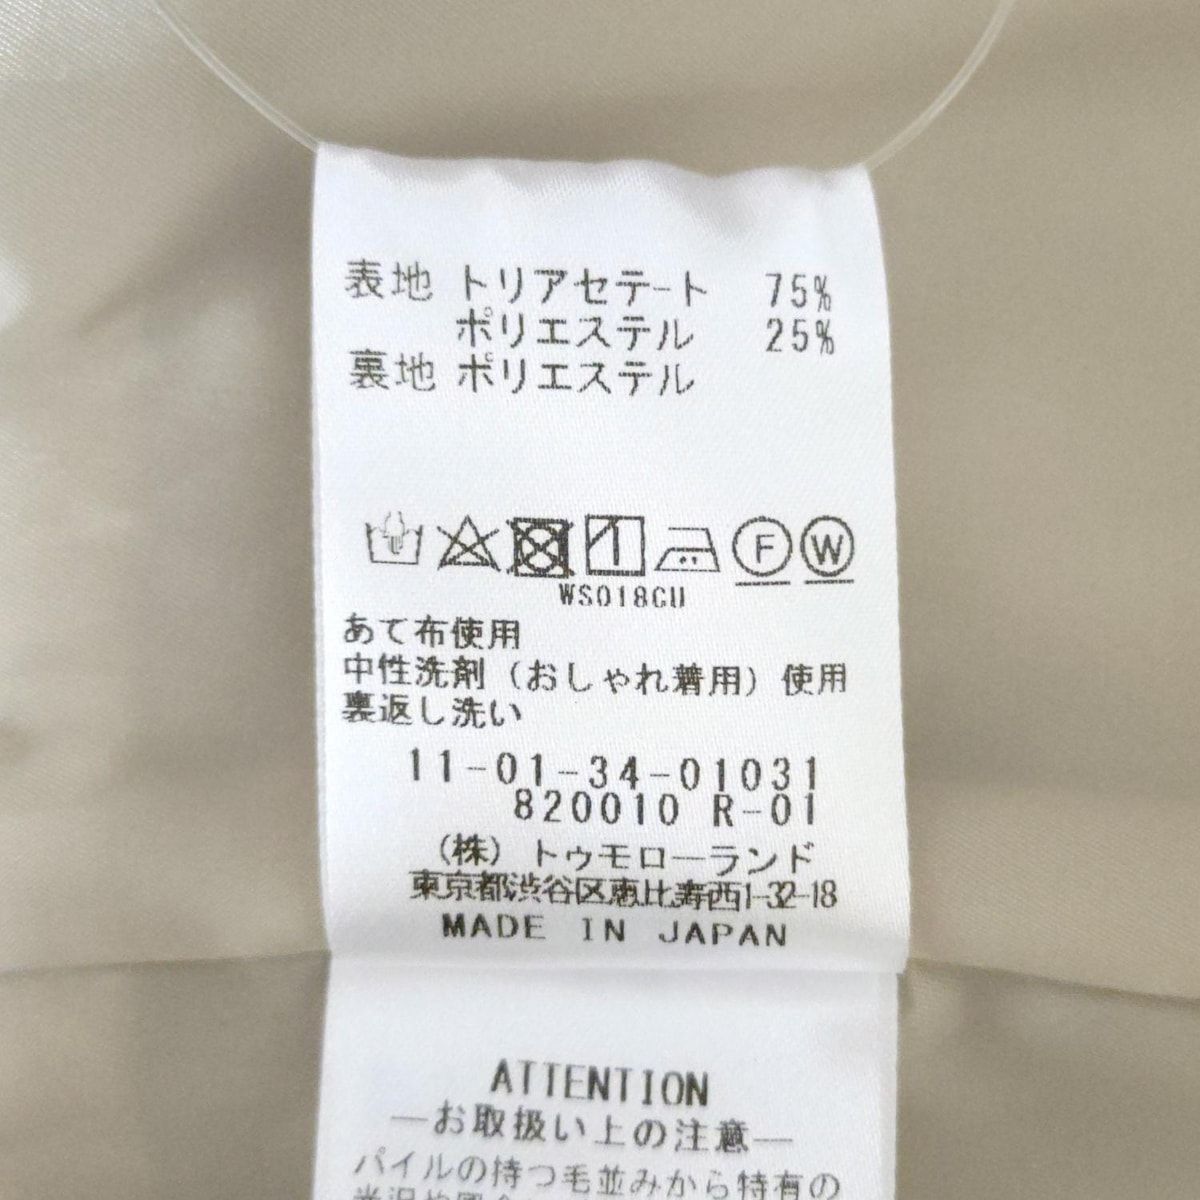 表地 トリアセテート 75%
ポリエステル 25%
裏地 ポリエステル
F W
WS018CU
あて布使用
中性洗剤(おしゃれ着用)使用
裏返し洗い
11-01-34-01031
820010 R-01
(株)トゥモローランド
東京都渋谷区恵比寿西1-32-18
MADE IN JAPAN
ATTENTION
―お取扱い上の注意―
パイルの持つ毛並みから特有の